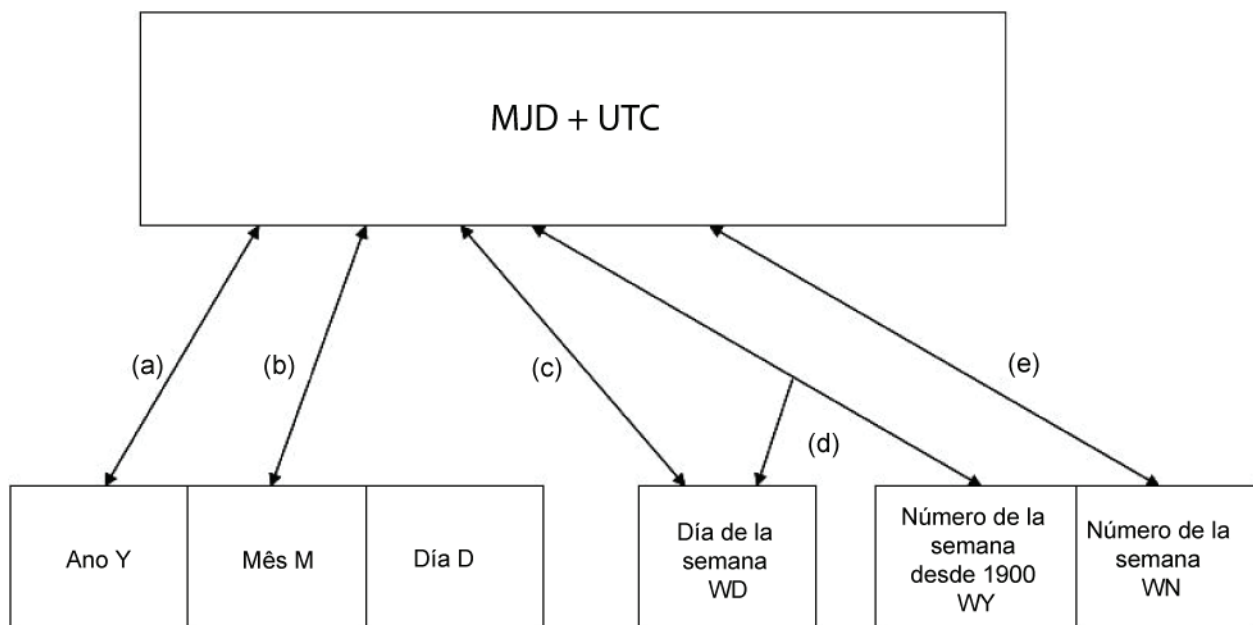 MJD + UTC
(a)
(b)
(c)
(d)
(e)
Ano Y
Mês M
Día D
Día de la
semana
WD
Número de la
semana
desde 1900
WY
Número de la
semana
WN